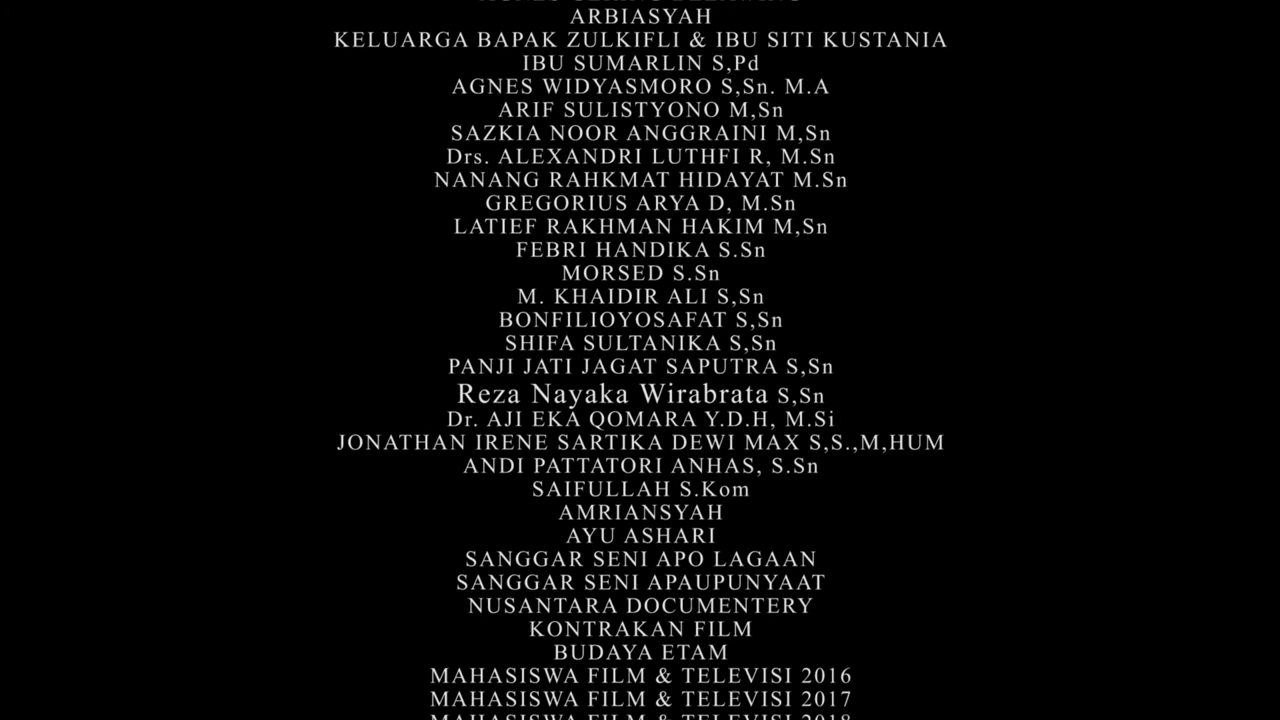 ARBIASYAH
KELUARGA BAPAK ZULKIFLI & IBU SITI KUSTANIA
IBU SUMARLIN S,Pd
AGNES WIDYASMORO S,Sn. M.A
ARIF SULISTYONO M,Sn
SAZKIA NOOR ANGGRAINI M,Sn
Drs. ALEXANDRI LUTHFI R, M.Sn
NANANG RAHKMAT HIDAYAT M.Sn
GREGORIUS ARYA D, M.Sn
LATIEF RAKHMAN HAKIM M,Sn
FEBRI HANDIKA S.Sn
MORSED S.Sn
M. KHAIDIR ALI S,Sn
BONFILIOYOSAFAT S,Sn
SHIFA SULTANIKA S,Sn
PANJI JATI JAGAT SAPUTRA S,Sn
Reza Nayaka Wirabrata S,Sn
Dr. AJI EKA QOMARA Y.D.H, M.Si
JONATHAN IRENE SARTIKA DEWI MAX S,S.,M,HUM
ANDI PATTATORI ANHAS, S.Sn
SAIFULLAH S.Kom
AMRIANSYAH
AYU ASHARI
SANGGAR SENI APO LAGAAN
SANGGAR SENI APAUPUNYAAT
NUSANTARA DOCUMENTERY
KONTRAKAN FILM
BUDAYA ETAM
MAHASISWA FILM & TELEVISI 2016
MAHASISWA FILM & TELEVISI 2017
MAHASISWA FILM & TELEVISI 2018